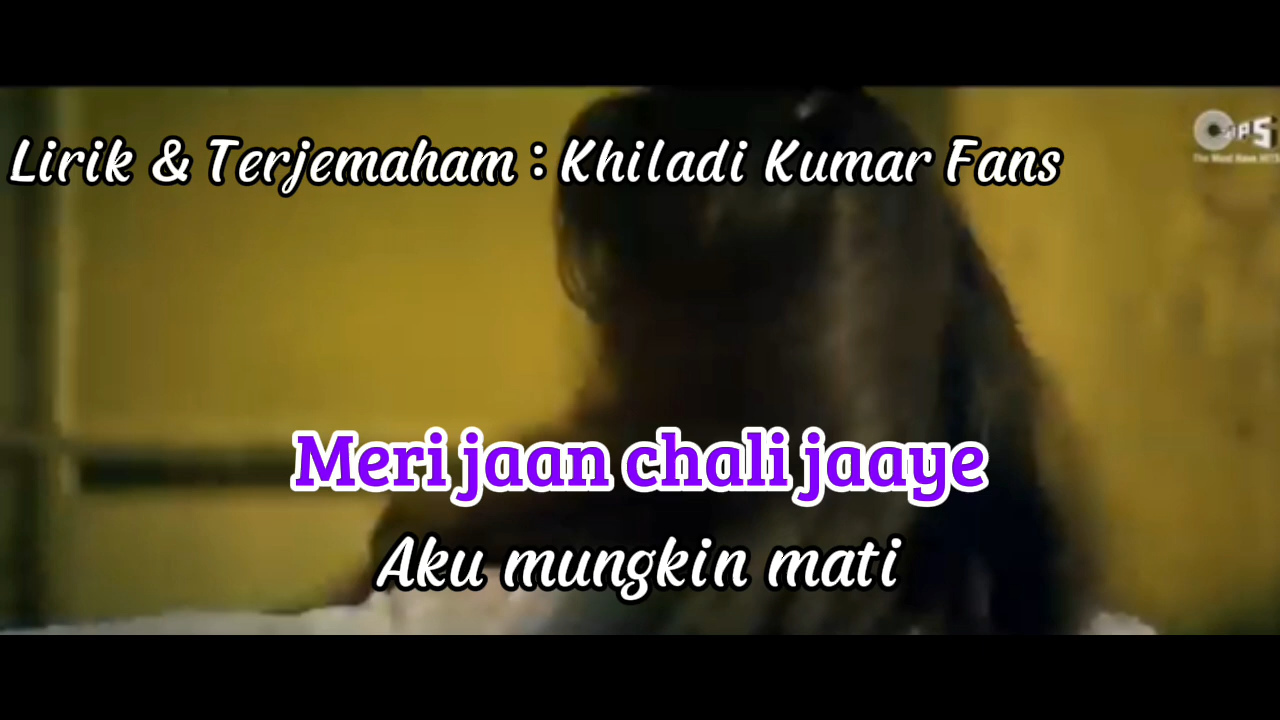 Lirik & Terjemaham : Khiladi Kumar Fans
Meri jaan chali jaaye
Aku mungkin mati